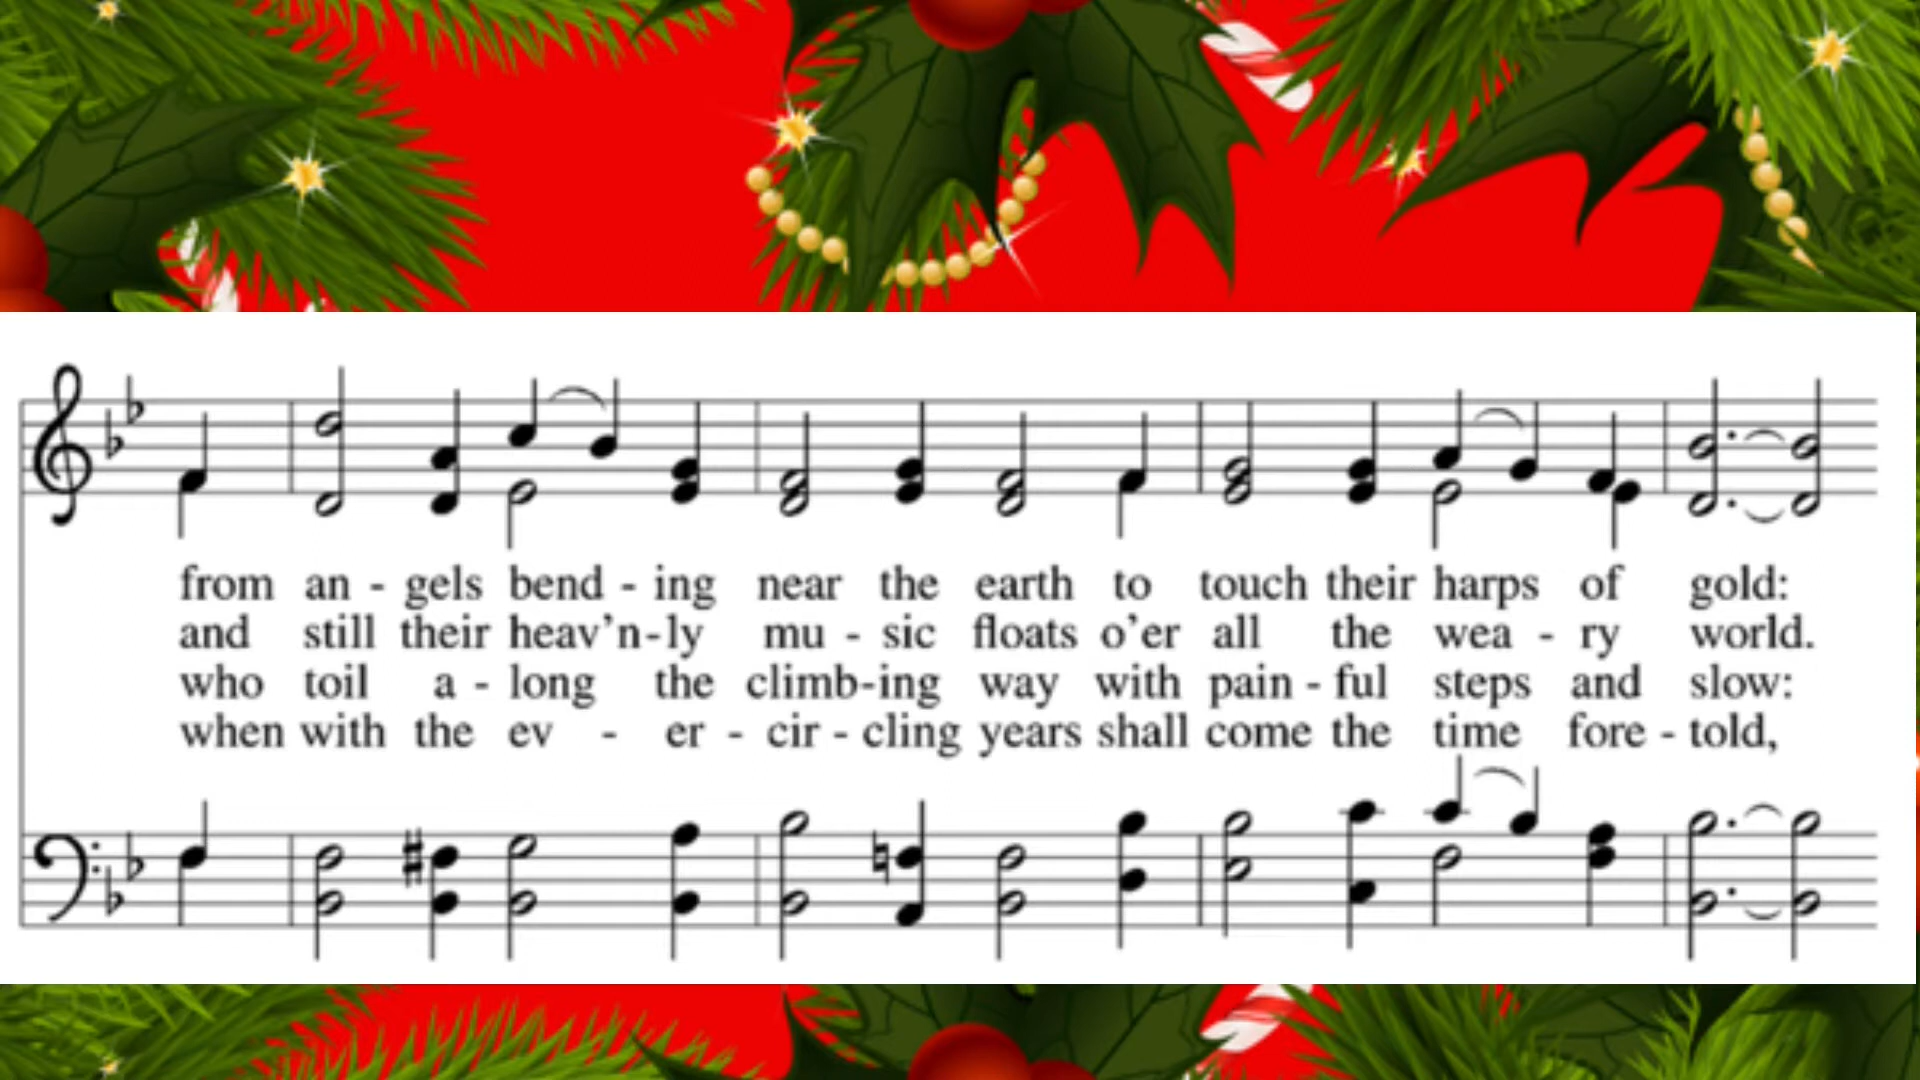 from an - gels bend - ing near the earth to touch their harps of gold:
and still their heav'n-ly mu - sic floats o'er all the wea - ry world.
who toil a - long the climb-ing way with pain - ful steps and slow:
when with the ev - er - cir - cling years shall come the time fore - told,